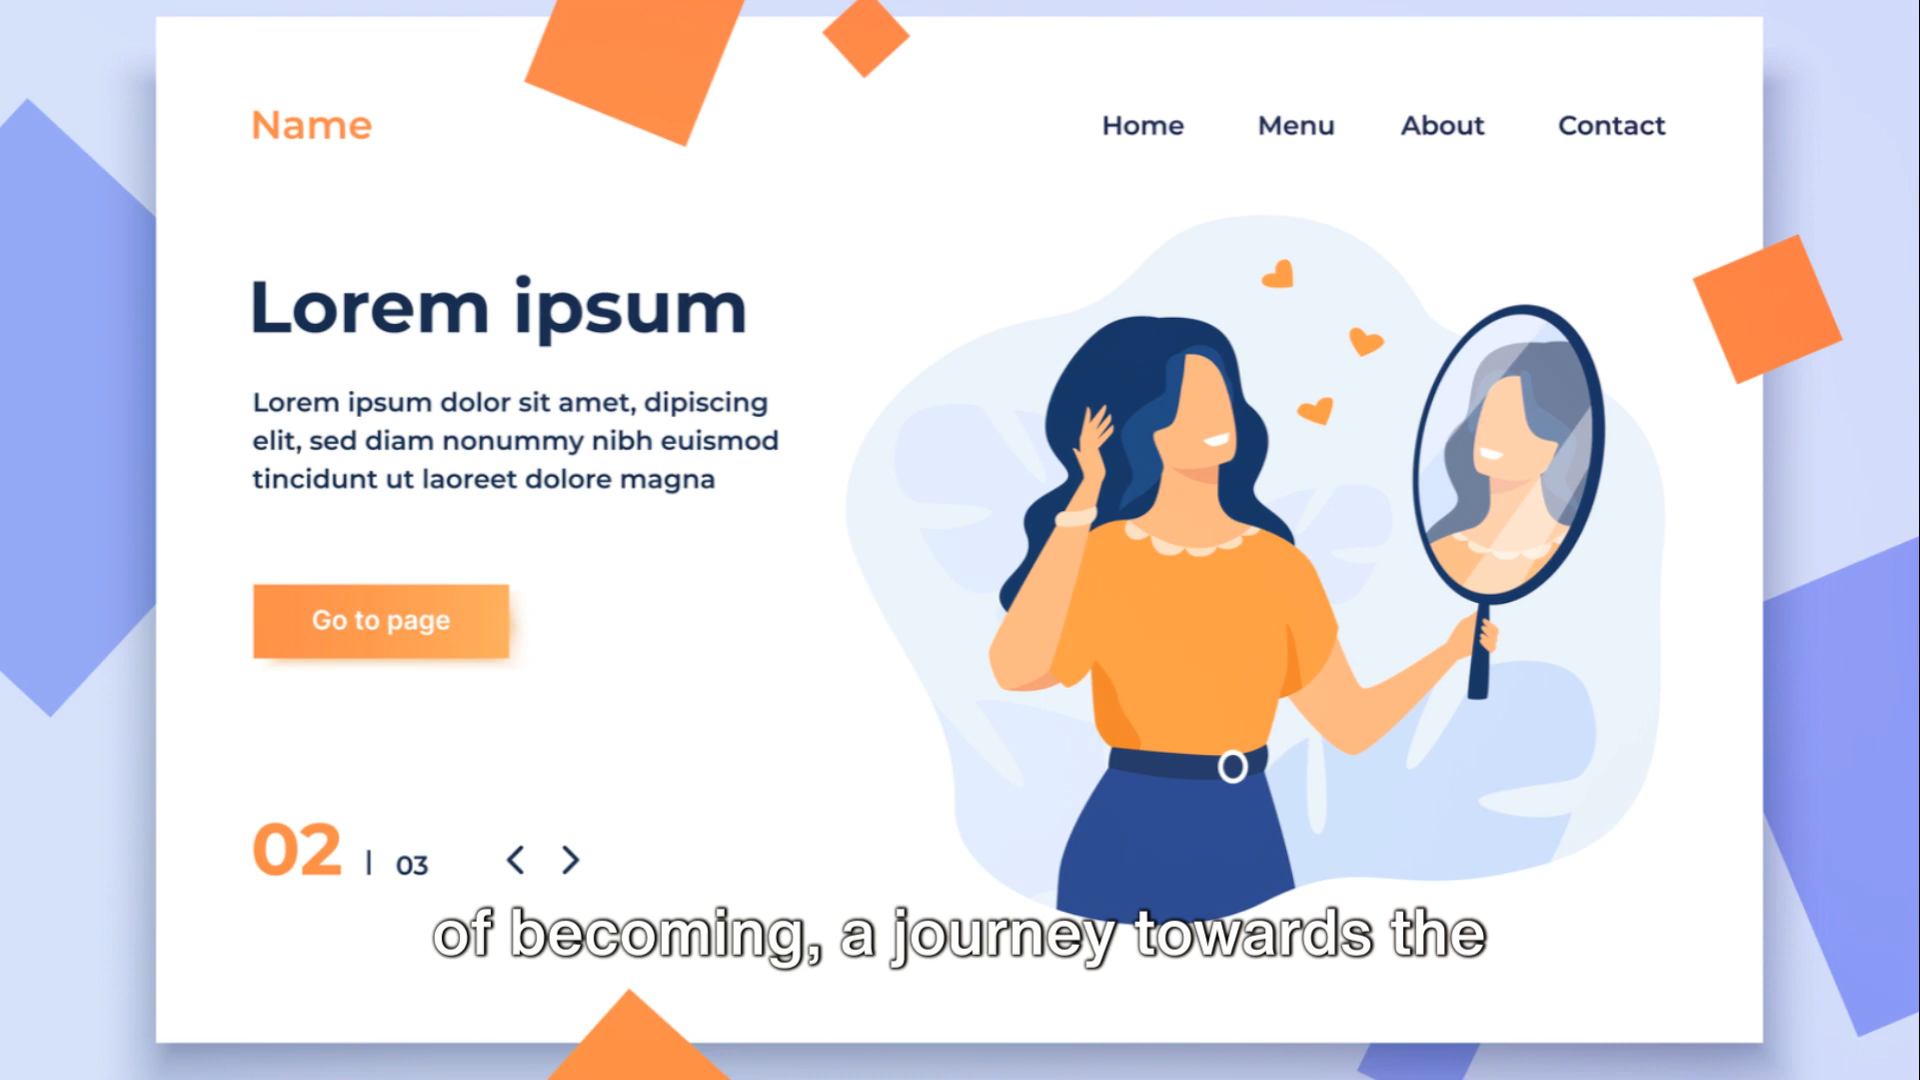 Name
Home Menu About Contact
Lorem ipsum
Lorem ipsum dolor sit amet, dipiscing
elit, sed diam nonummy nibh euismod
tincidunt ut laoreet dolore magna
Go to page
02 | 03 < >
of becoming, a journey towards the